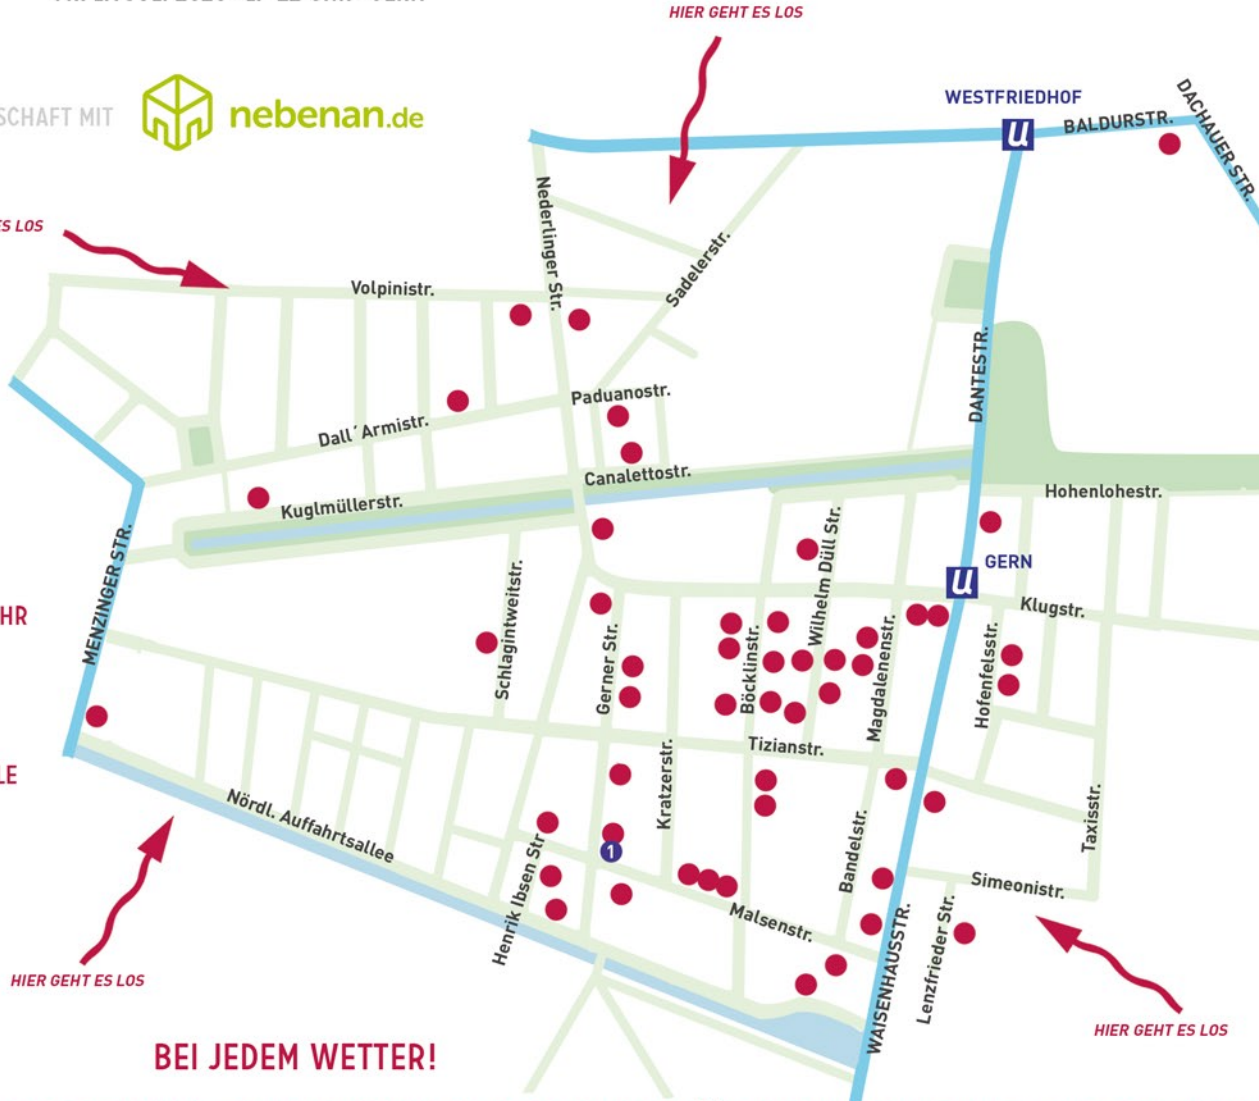 HIER GEHT ES LOS
SCHAFT MIT
nebenan.de
WESTFRIEDHOF
U
BALDURSTR.
DACHAUER STR.
ES LOS
Nederlinger Str.
Sadelerstr.
Volpinistr.
DANTESTR.
Paduanostr.
Dall´Armistr.
Canalettostr.
Kuglmüllerstr.
Hohenlohestr.
MENZINGER STR.
Wilhelm Düll Str.
GERN
U
HR
Klugstr.
Schlagintweitstr.
Gerner Str.
Böcklinstr.
Magdalenenstr.
Hofenfelsstr.
Tizianstr.
LE
Kratzerstr.
Nördl. Auffahrtsallee
Bandelstr.
Taxisstr.
1
Henrik Ibsen Str
Simeonistr.
Malsenstr.
WAISENHAUSSTR.
Lenzfrieder Str.
HIER GEHT ES LOS
HIER GEHT ES LOS
BEI JEDEM WETTER!